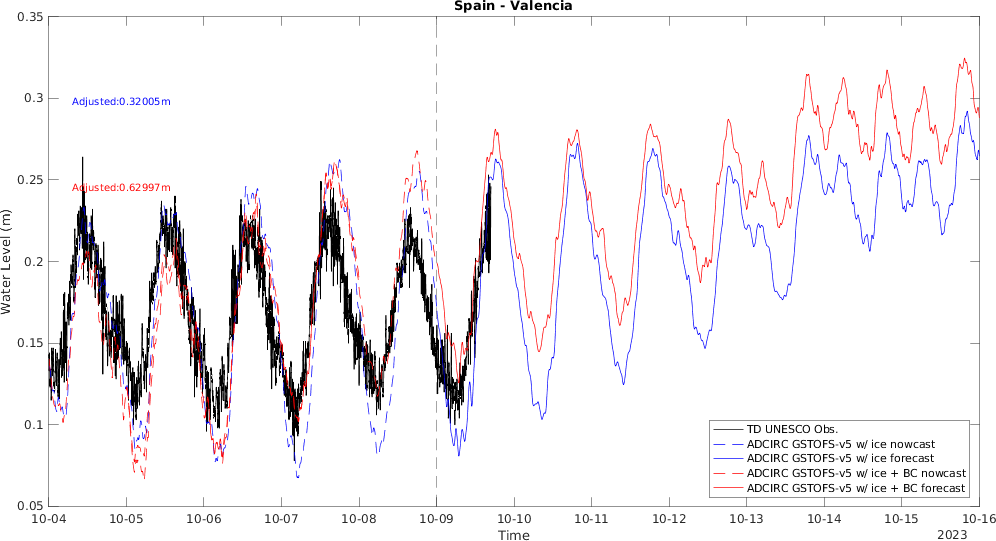 Spain - Valencia
0.35
0.3
0.25
0.2
0.15
0.1
0.05
Water Level (m)
Adjusted:0.32005m
Adjusted:0.62997m
TD UNESCO Obs.
ADCIRC GSTOFS-v5 w/ ice nowcast
ADCIRC GSTOFS-v5 w/ ice forecast
ADCIRC GSTOFS-v5 w/ ice + BC nowcast
ADCIRC GSTOFS-v5 w/ ice + BC forecast
10-04 10-05 10-06 10-07 10-08 10-09 10-10 10-11 10-12 10-13 10-14 10-15 10-16
Time
2023